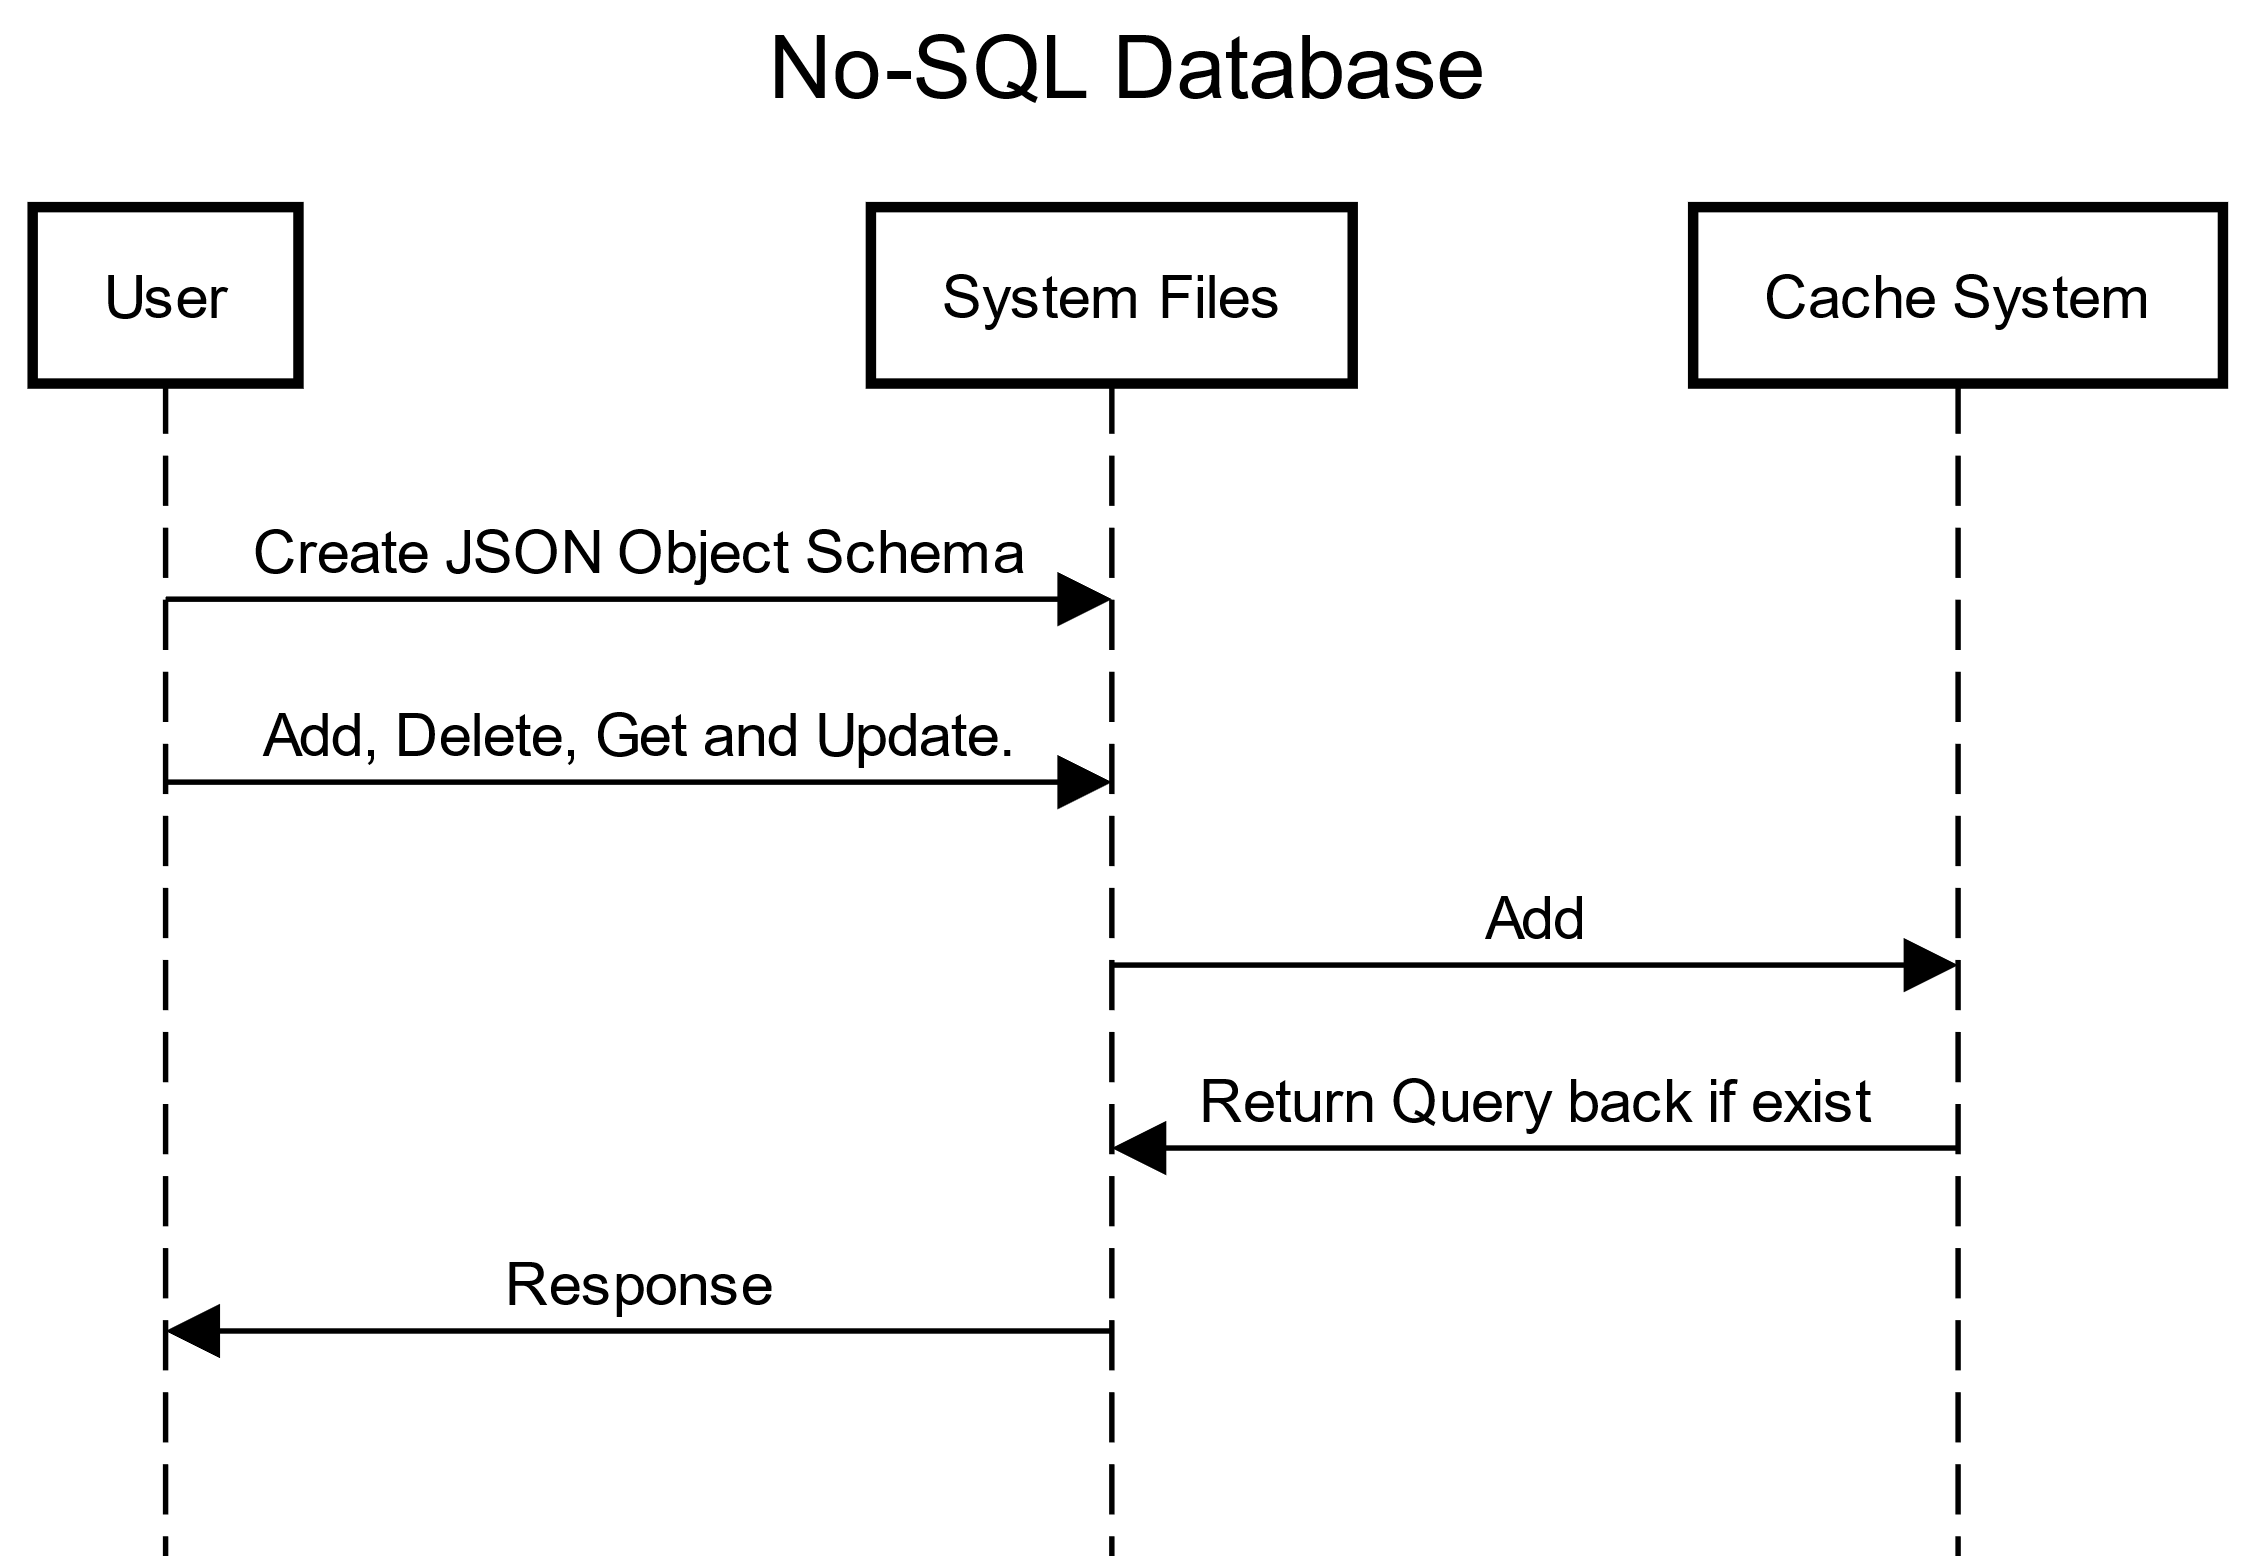 No-SQL Database
User
System Files
Cache System
Create JSON Object Schema
Add, Delete, Get and Update.
Add
Return Query back if exist
Response